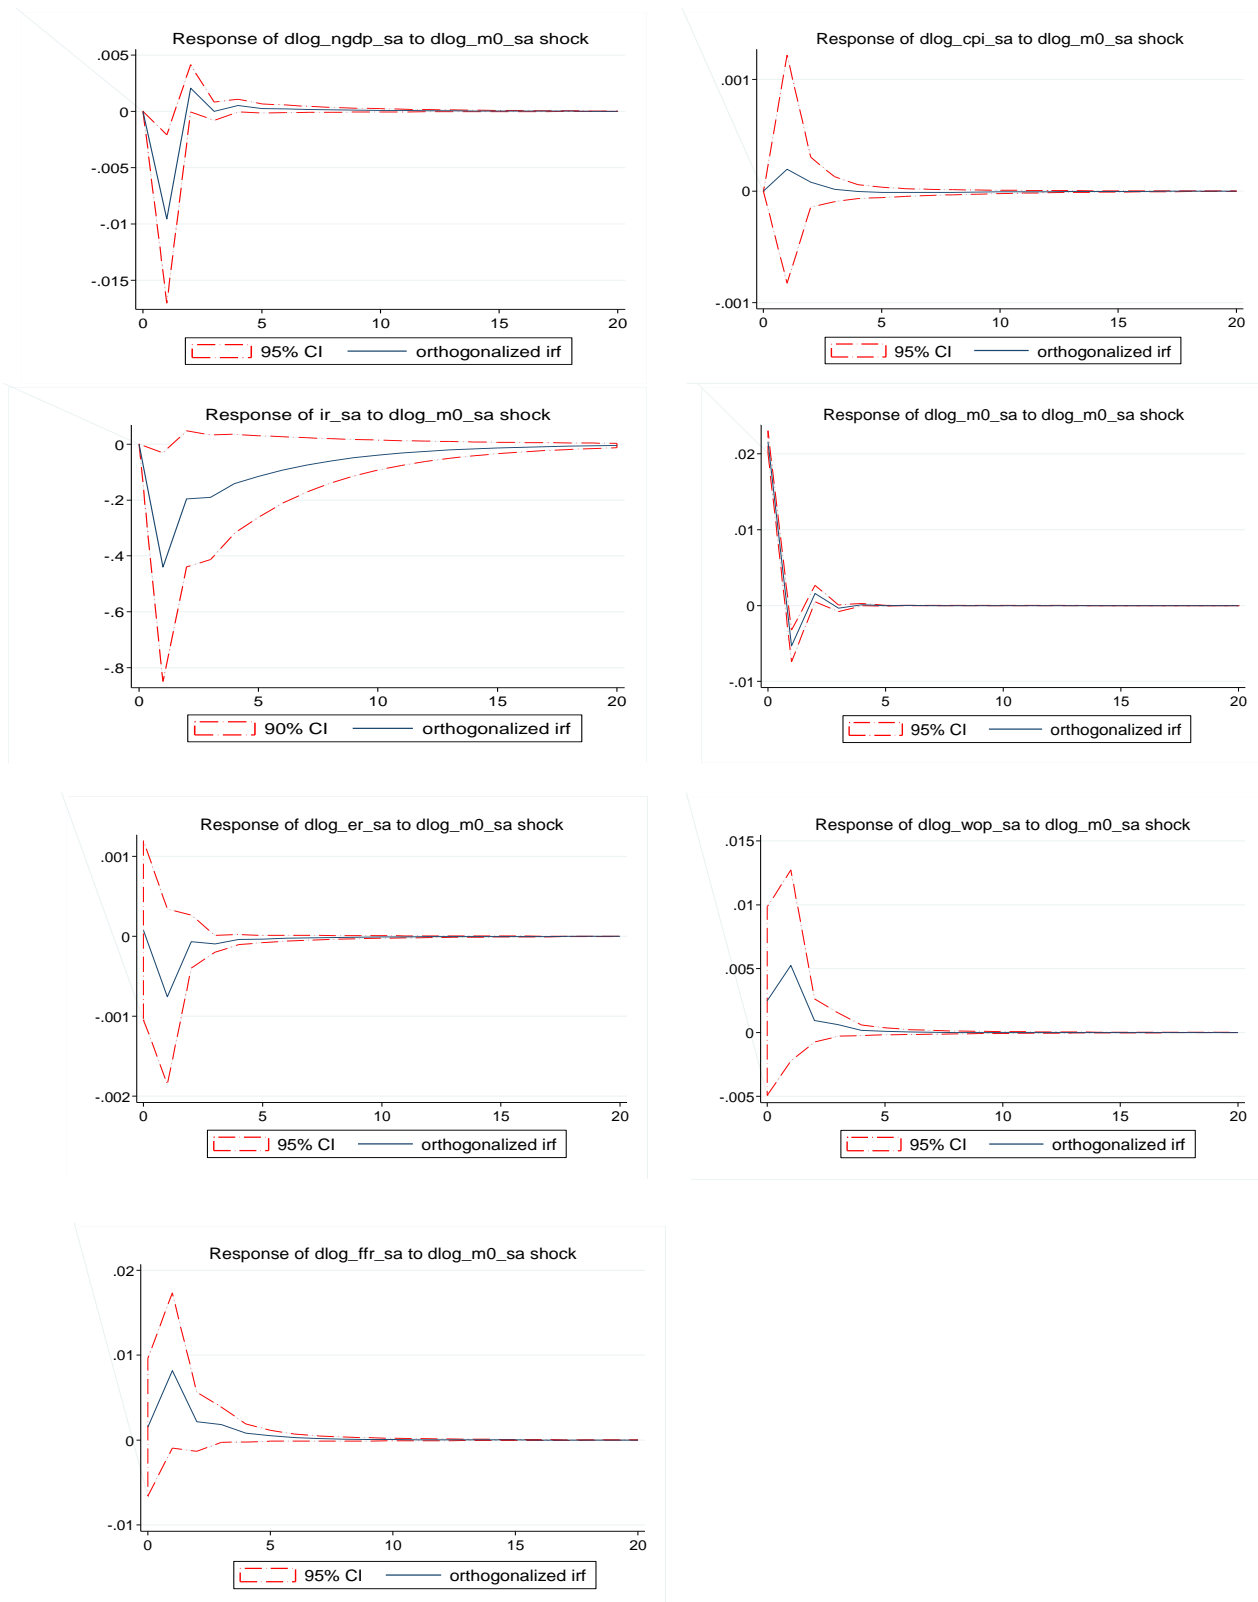 Response of dlog_ngdp_sa to dlog_m0_sa shock
.005
0
-.005
-.01
-.015
0 5 10 15 20
95% CI orthogonalized irf
Response of dlog_cpi_sa to dlog_m0_sa shock
.001
0
-.001
0 5 10 15 20
95% CI orthogonalized irf
Response of ir_sa to dlog_m0_sa shock
0
-.2
-.4
-.6
-.8
0 5 10 15 20
90% CI orthogonalized irf
Response of dlog_m0_sa to dlog_m0_sa shock
.02
.01
0
-.01
0 5 10 15 20
95% CI orthogonalized irf
Response of dlog_er_sa to dlog_m0_sa shock
.001
0
-.001
-.002
0 5 10 15 20
95% CI orthogonalized irf
Response of dlog_wop_sa to dlog_m0_sa shock
.015
.01
.005
0
-.005
0 5 10 15 20
95% CI orthogonalized irf
Response of dlog_ffr_sa to dlog_m0_sa shock
.02
.01
0
-.01
0 5 10 15 20
95% CI orthogonalized irf